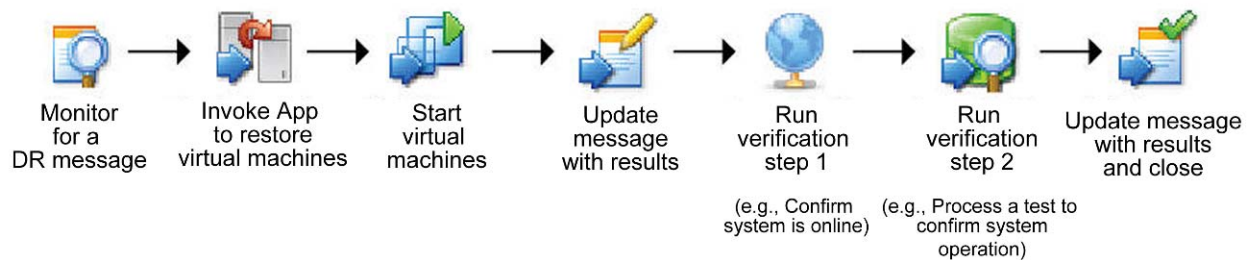 Monitor
for a
DR message
Invoke App
to restore
virtual machines
Start
virtual
machines
Update
message
with results
Run
verification
step 1
(e.g., Confirm
system is online)
Run
verification
step 2
(e.g., Process a test to
confirm system
operation)
Update message
with results
and close